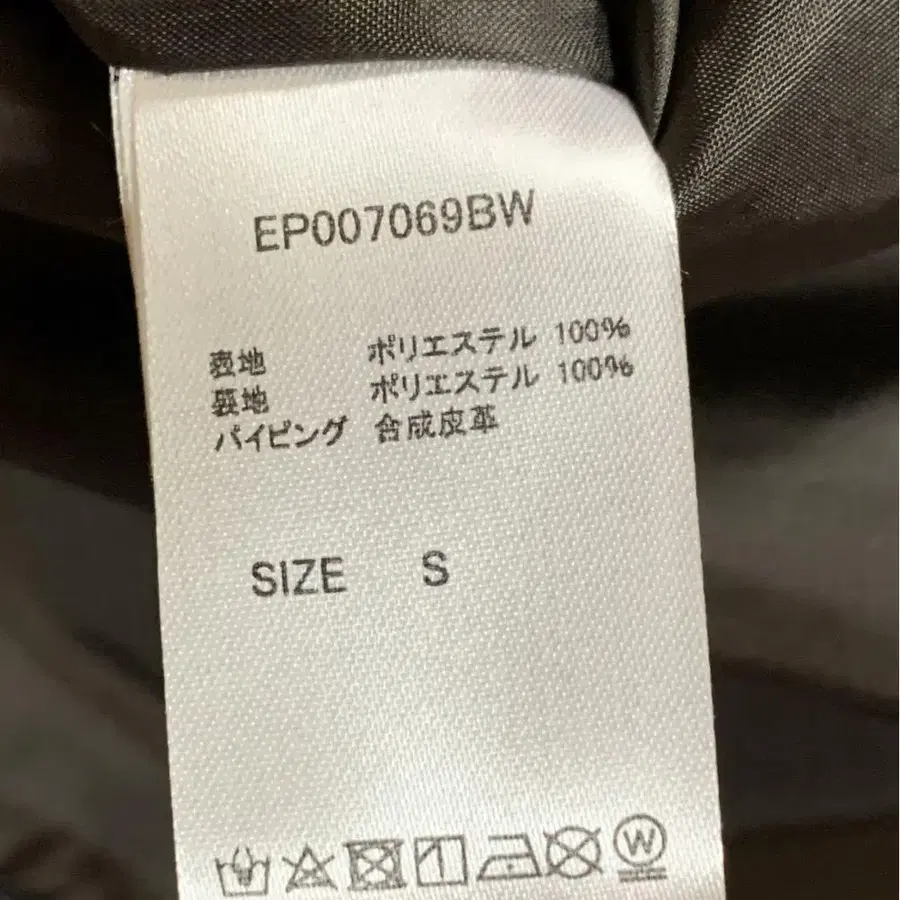 EP007069BW
表地 ポリエステル 100%
裏地 ポリエステル 100%
パイピング 合成皮革
SIZE S
W